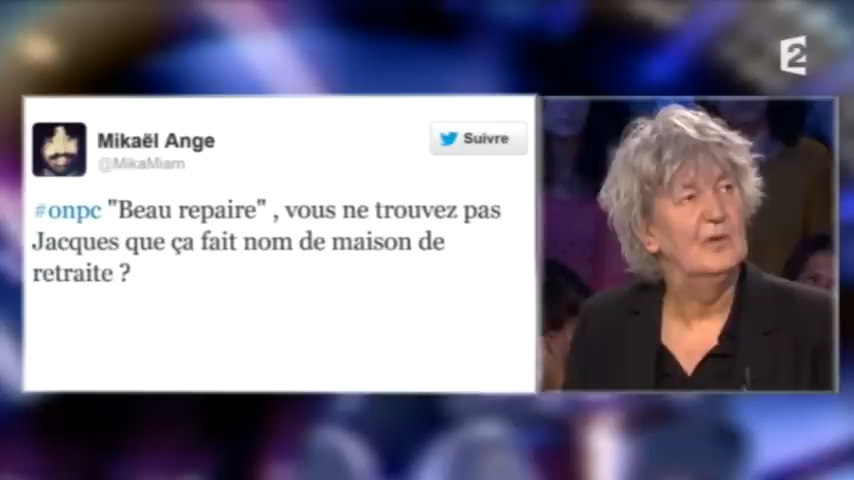 2
Mikaël Ange
@MikaMiam
Suivre
#onpc "Beau repaire" , vous ne trouvez pas
Jacques que ça fait nom de maison de
retraite ?